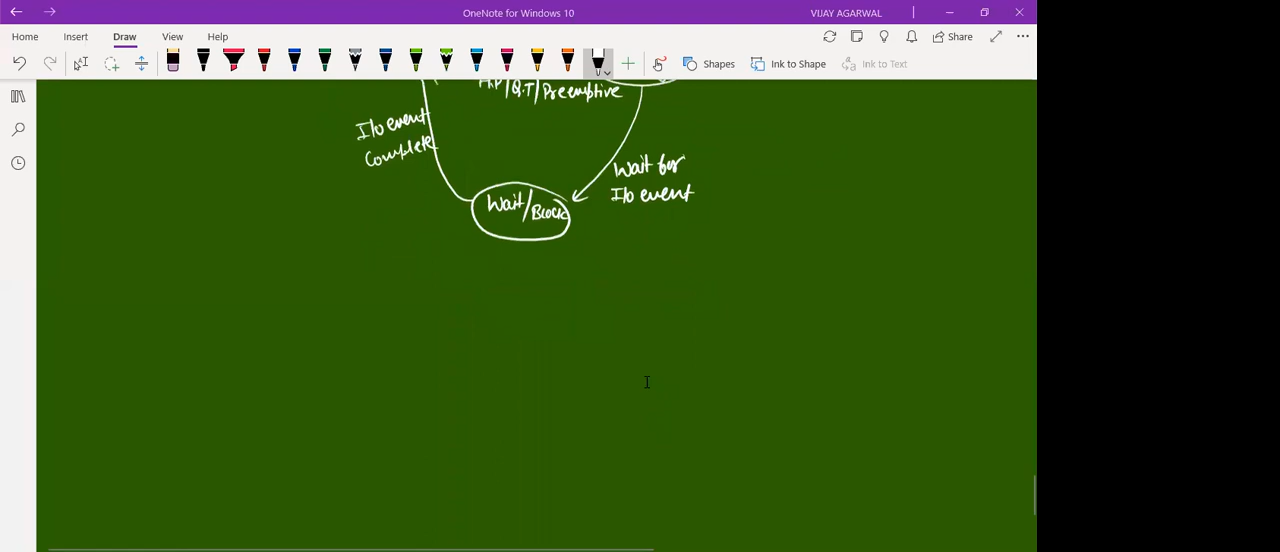 OneNote for Windows 10
VIJAY AGARWAL
Home Insert Draw View Help
Share
Shapes Ink to Shape Ink to Text
/Q.T/Preemptive
I/o event
Complete
Wait for
I/o event
Wait/Block